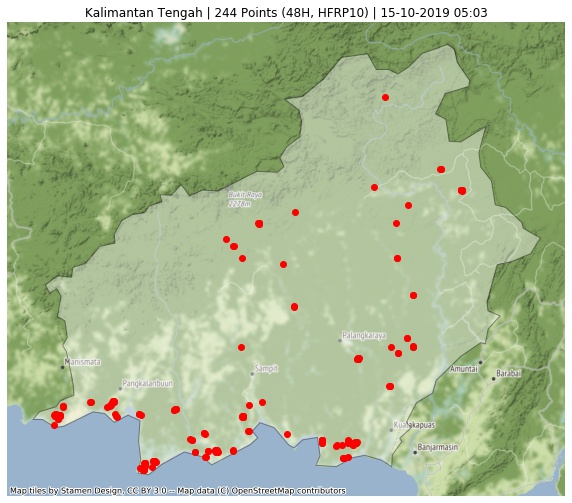 Kalimantan Tengah | 244 Points (48H, HFRP10) | 15-10-2019 05:03
Bukit Raya
2278m
Palangkaraya
Manismata
Sampit
Amuntai
Barabai
Pangkalanbuun
Kualakapuas
Banjarmasin
Map tiles by Stamen Design, CC BY 3.0 -- Map data (C) OpenStreetMap contributors